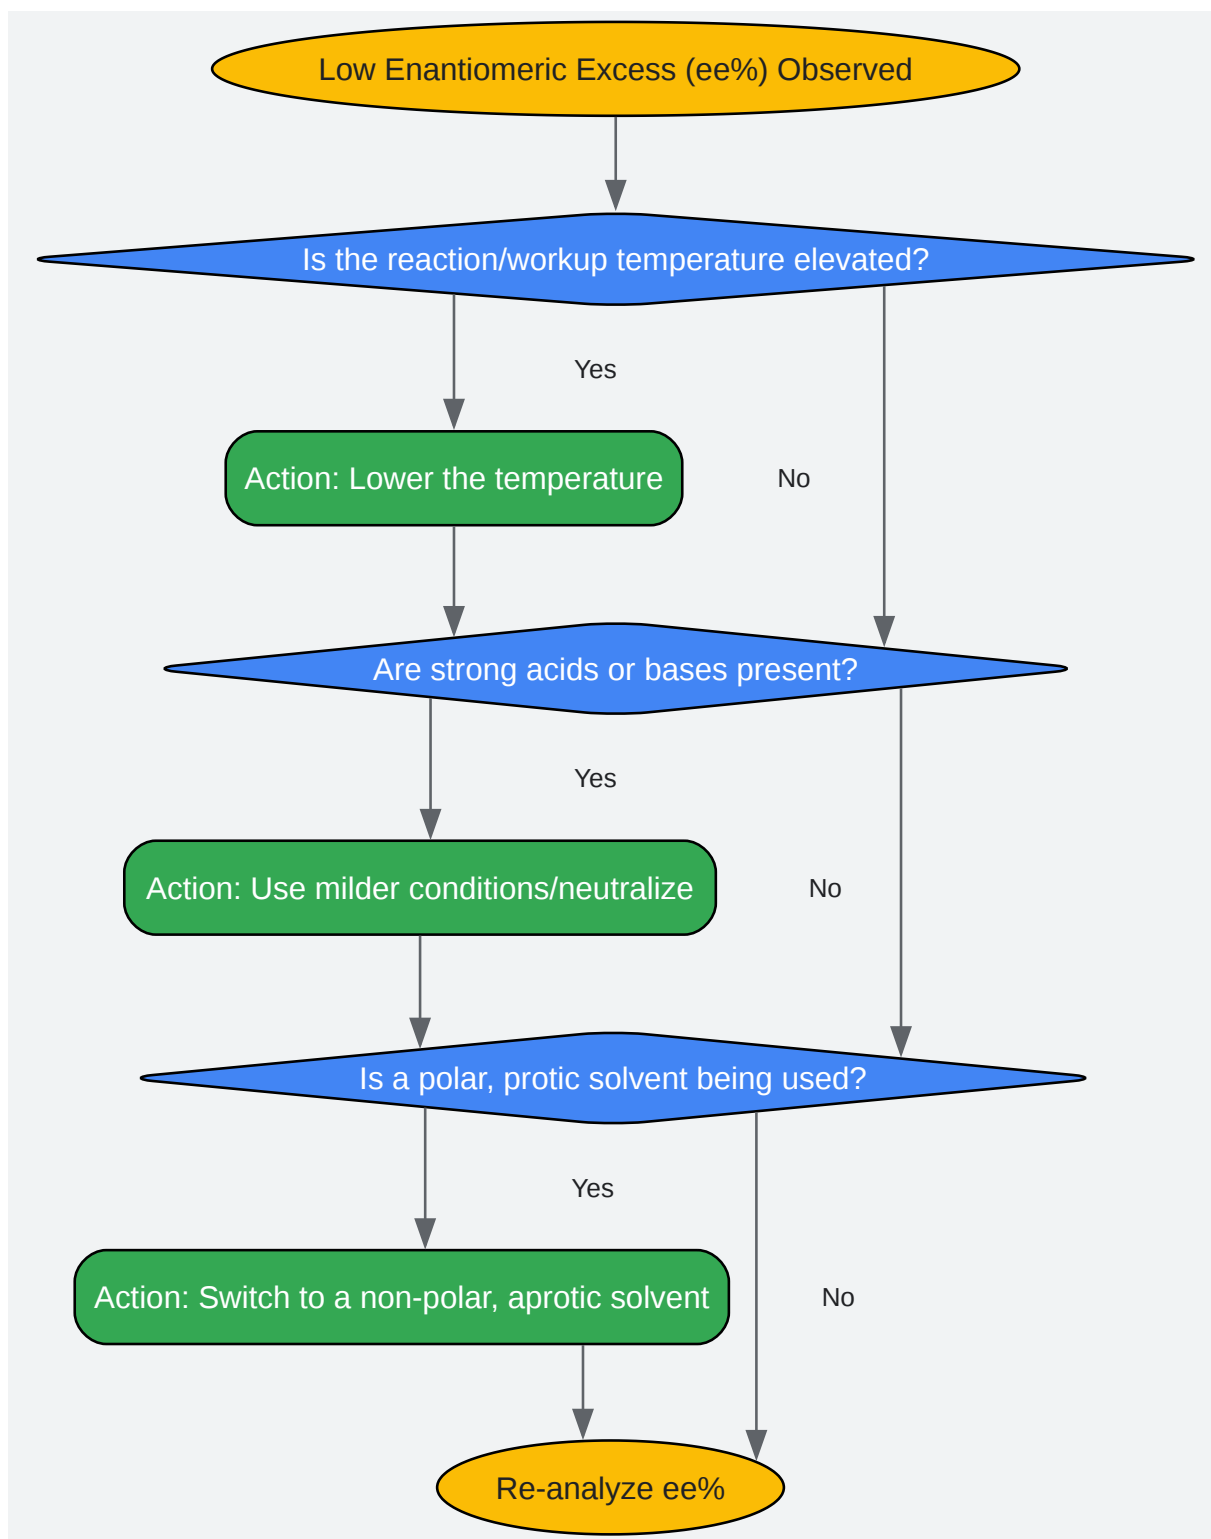 Low Enantiomeric Excess (ee%) Observed
Is the reaction/workup temperature elevated?
Yes
Action: Lower the temperature
No
Are strong acids or bases present?
Yes
Action: Use milder conditions/neutralize
No
Is a polar, protic solvent being used?
Yes
Action: Switch to a non-polar, aprotic solvent
No
Re-analyze ee%